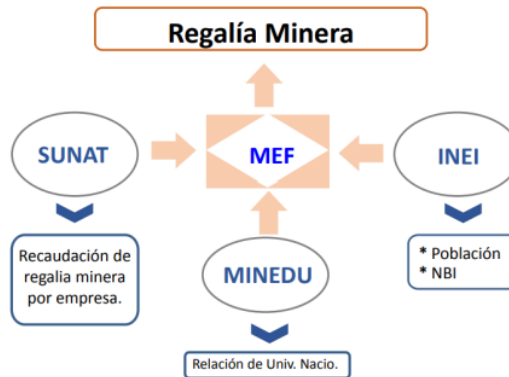 Regalía Minera
SUNAT
MEF
INEI
Recaudación de
regalia minera
por empresa.
MINEDU
* Población
* NBI
Relación de Univ. Nacio.